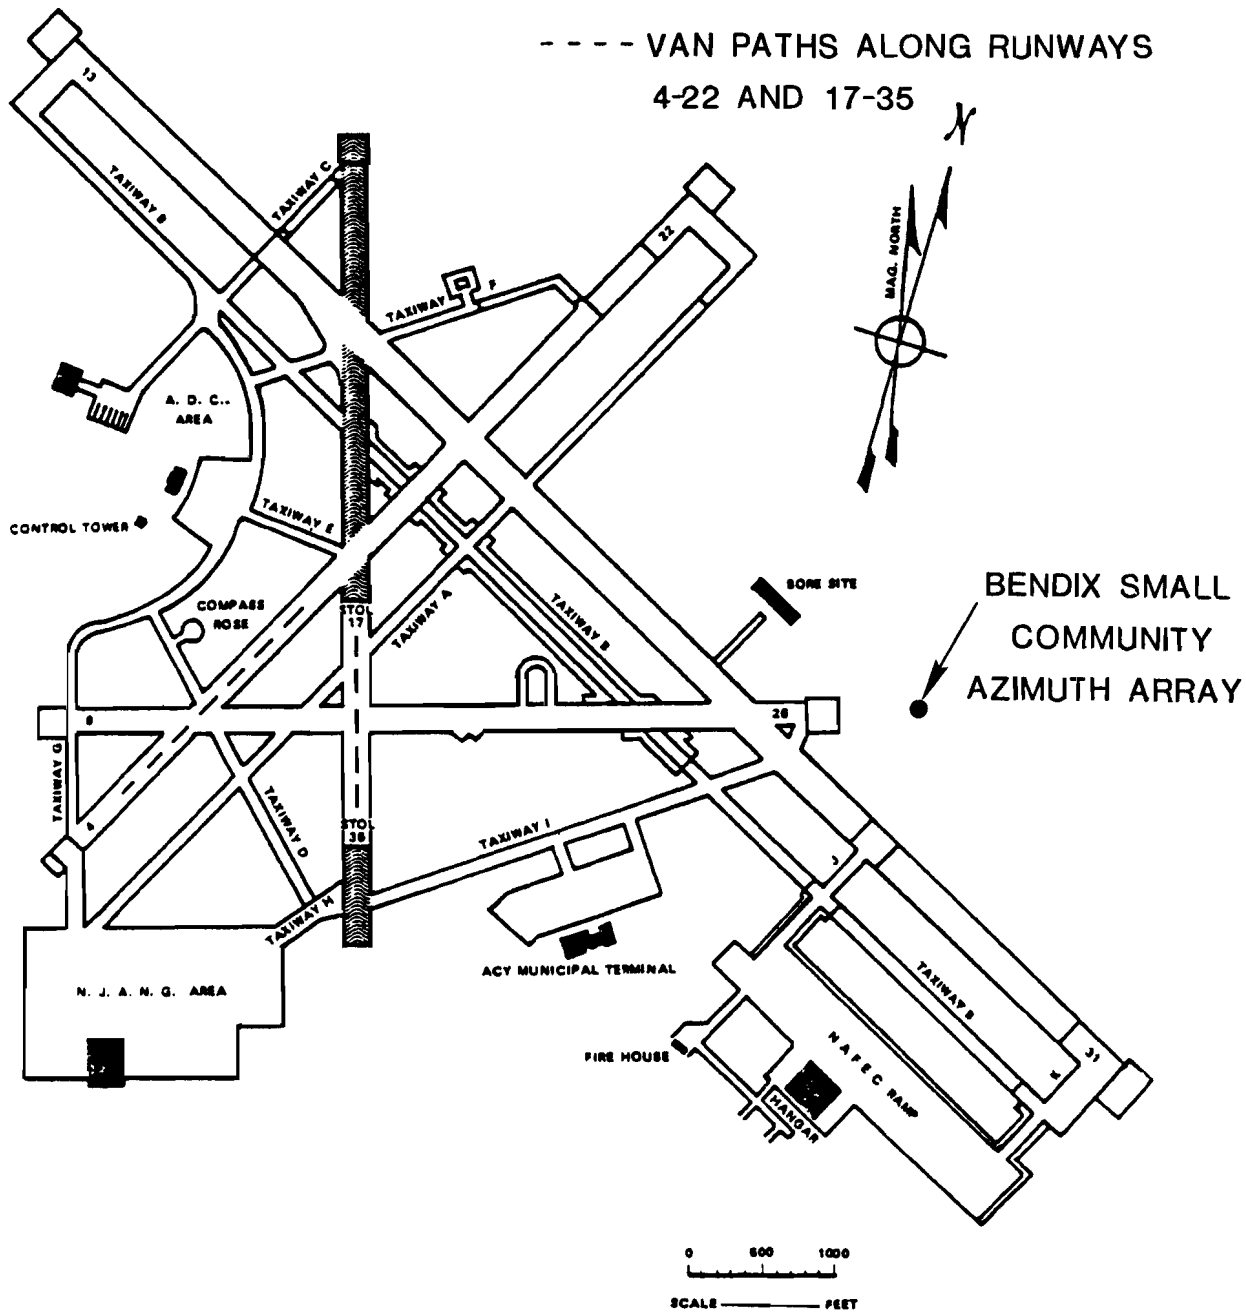 ---- VAN PATHS ALONG RUNWAYS
4-22 AND 17-35
N
MAG. NORTH
13
TAXIWAY B
TAXIWAY C
22
TAXIWAY F
A. D. C.
AREA
CONTROL TOWER
TAXIWAY E
COMPASS
ROSE
STOL
17
TAXIWAY A
TAXIWAY B
BORE SITE
BENDIX SMALL
COMMUNITY
AZIMUTH ARRAY
8
26
TAXIWAY G
4
TAXIWAY D
STOL
35
TAXIWAY I
J
TAXIWAY H
ACY MUNICIPAL TERMINAL
N. J. A. N. G. AREA
TAXIWAY B
FIRE HOUSE
NAFEC RAMP
31
K
HANGAR
0 500 1000
SCALE FEET